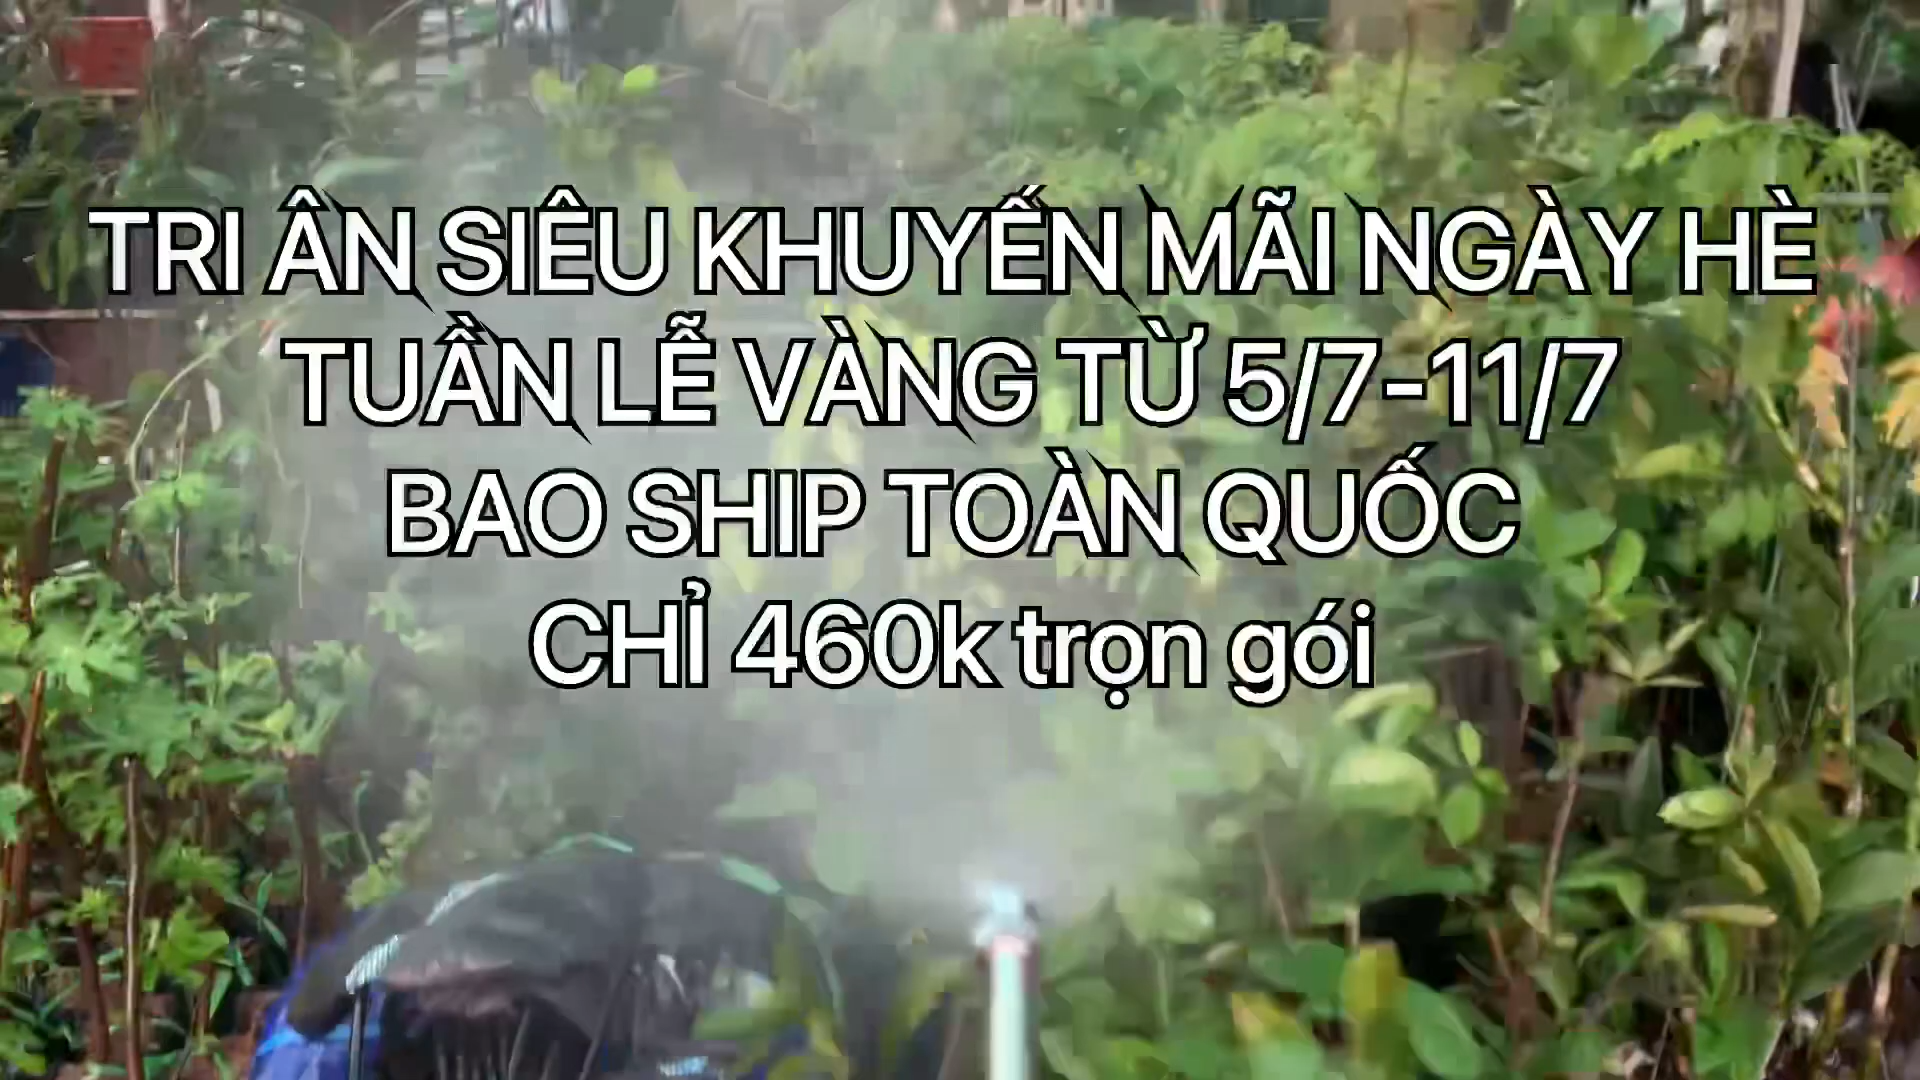 TRI ÂN SIÊU KHUYẾN MÃI NGÀY HÈ
TUẦN LỄ VÀNG TỪ 5/7-11/7
BAO SHIP TOÀN QUỐC
CHỈ 460k trọn gói